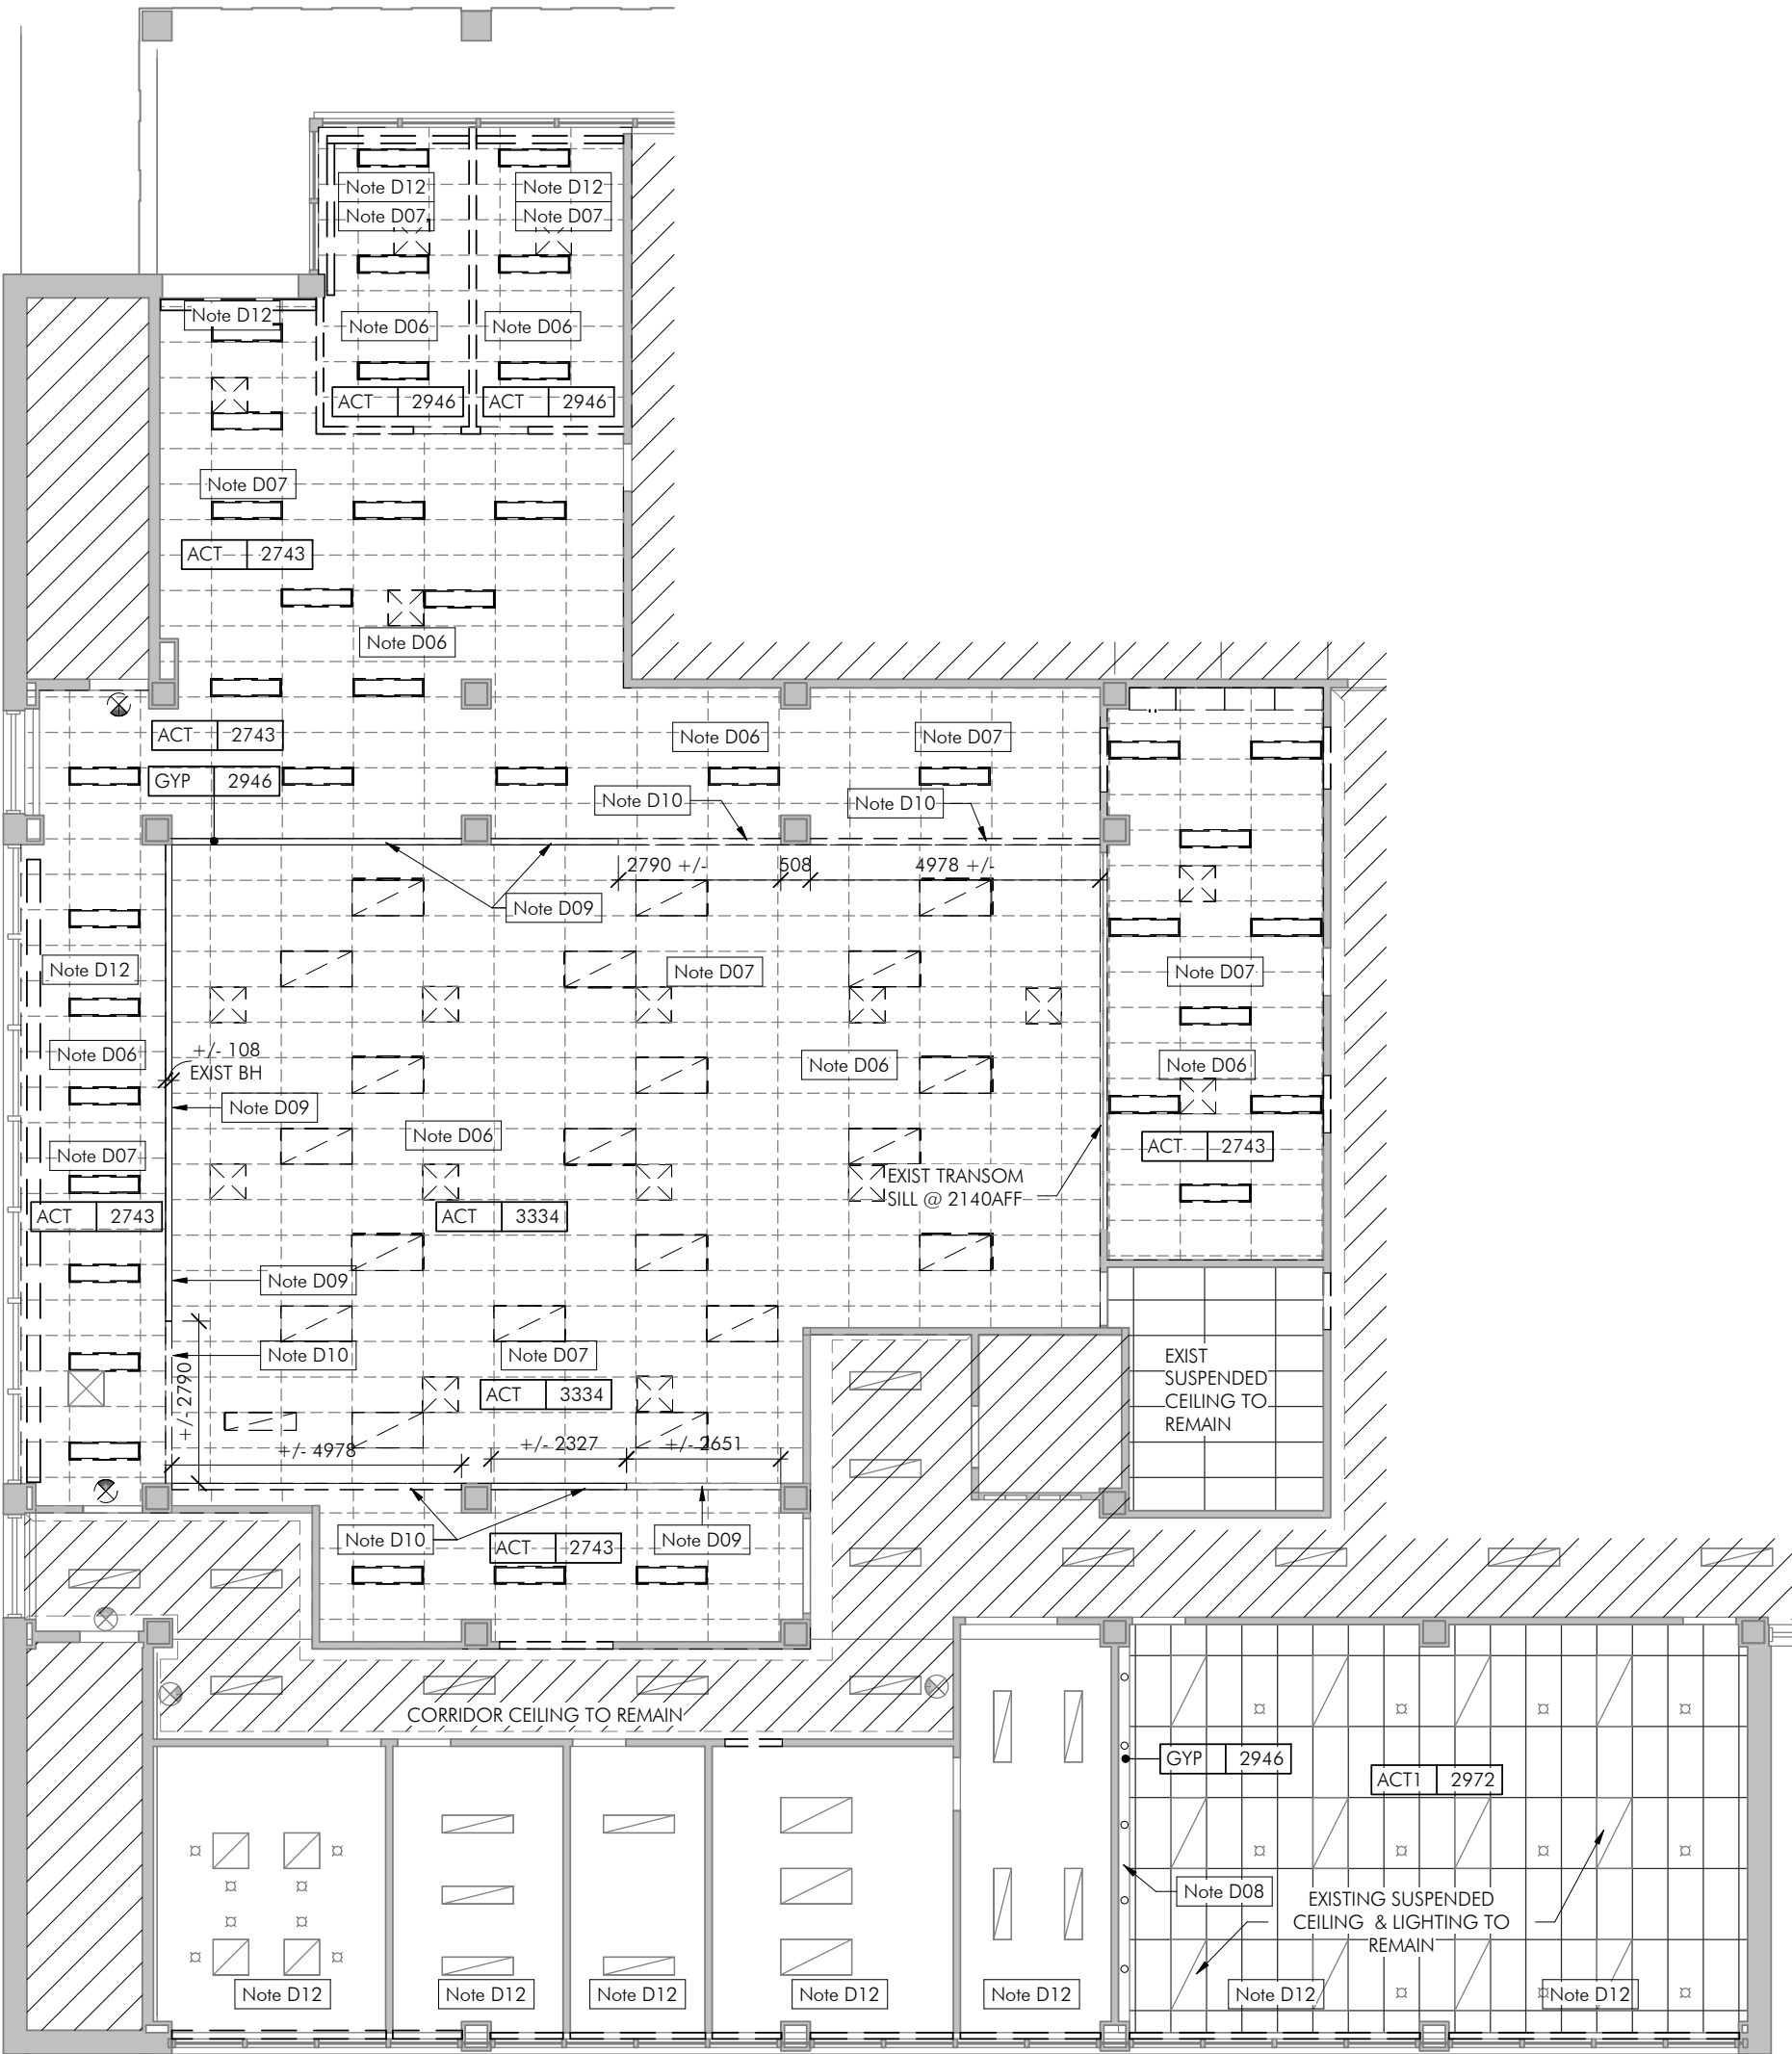 Note D12
Note D12
Note D07
Note D07
Note D12
Note D06
Note D06
ACT 2946
ACT 2946
Note D07
ACT 2743
Note D06
ACT 2743
Note D06
Note D07
GYP 2946
Note D10
Note D10
2790 +/-
508
4978 +/-
Note D09
Note D12
Note D07
Note D07
+/- 108
EXIST BH
Note D06
Note D06
Note D06
Note D09
Note D06
ACT 2743
Note D07
EXIST TRANSOM
SILL @ 2140AFF
ACT 2743
ACT 3334
Note D09
Note D10
Note D07
EXIST
SUSPENDED
CEILING TO
REMAIN
+/- 2790
ACT 3334
+/- 4978
+/- 2327
+/- 2651
Note D10
ACT 2743
Note D09
CORRIDOR CEILING TO REMAIN
GYP 2946
ACT1 2972
Note D08
EXISTING SUSPENDED
CEILING & LIGHTING TO
REMAIN
Note D12
Note D12
Note D12
Note D12
Note D12
Note D12
Note D12